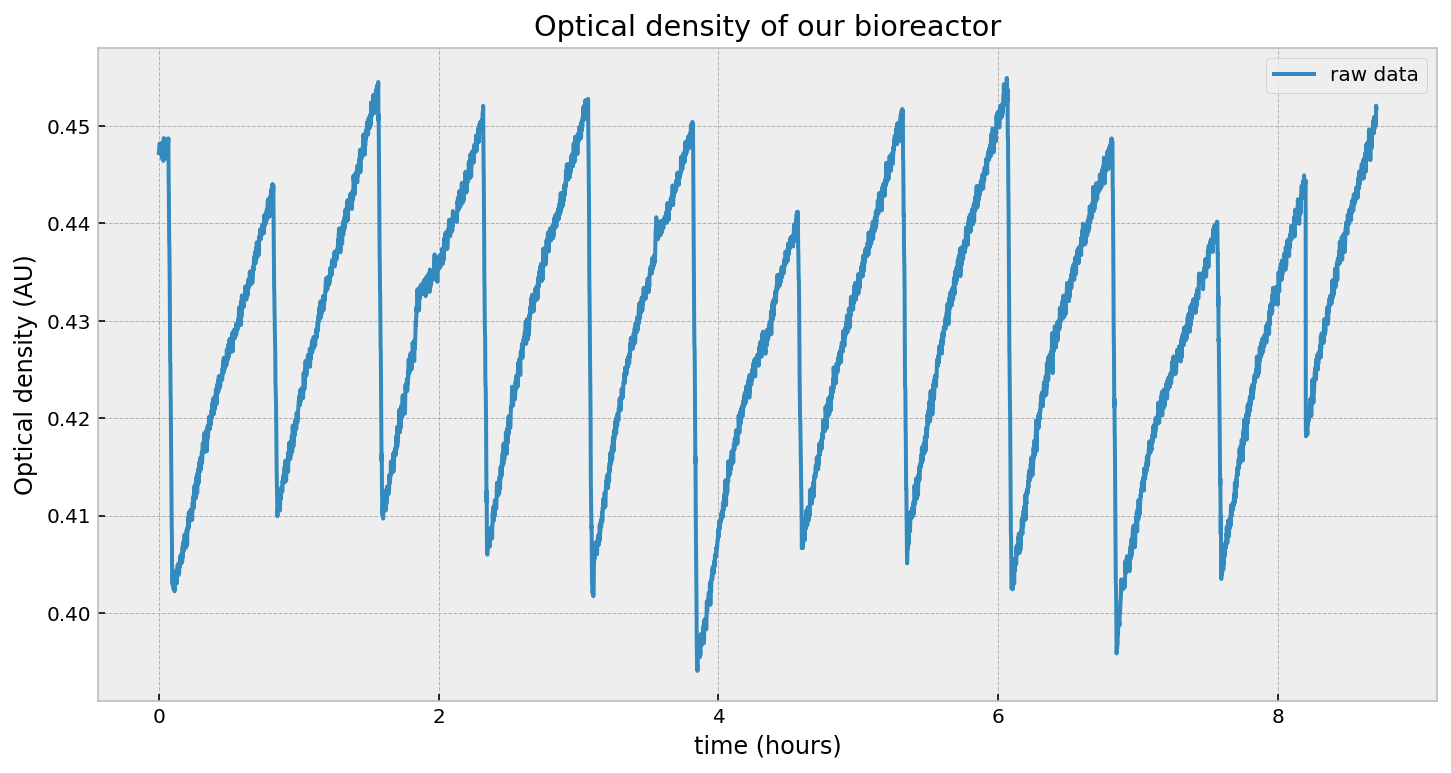 Optical density of our bioreactor
raw data
Optical density (AU)
0.45
0.44
0.43
0.42
0.41
0.40
0 2 4 6 8
time (hours)